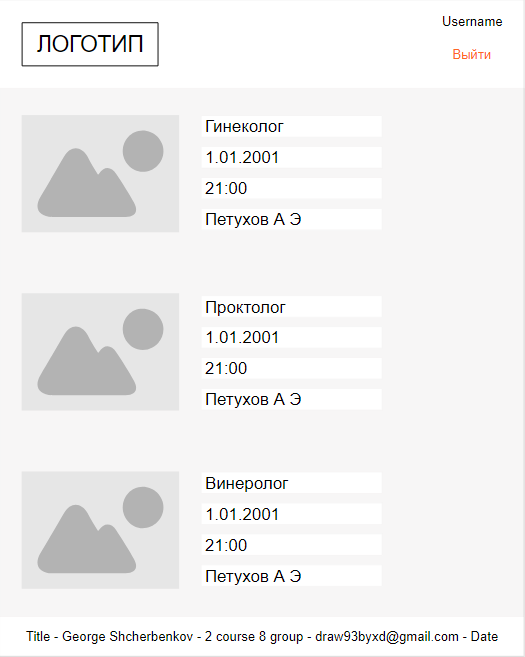 ЛОГОТИП
Username
Выйти
Гинеколог
1.01.2001
21:00
Петухов А Э
Проктолог
1.01.2001
21:00
Петухов А Э
Винеролог
1.01.2001
21:00
Петухов А Э
Title - George Shcherbenkov - 2 course 8 group - draw93byxd@gmail.com - Date